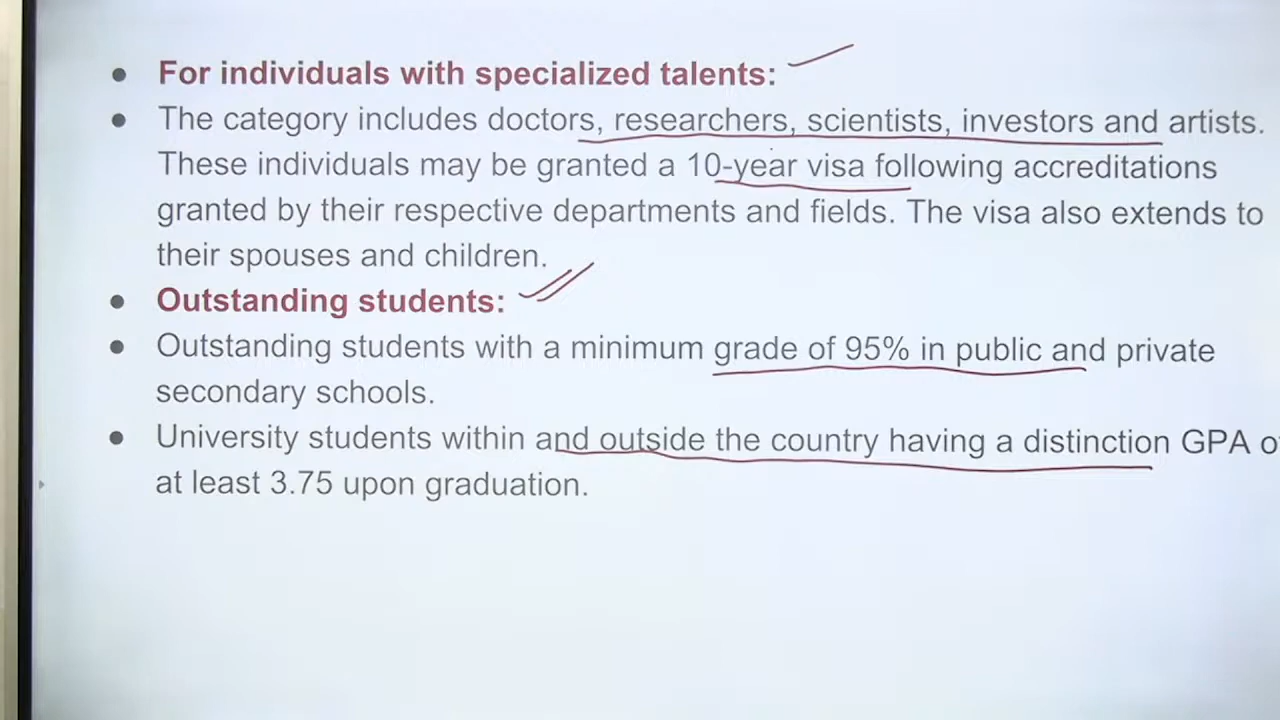 • For individuals with specialized talents:
• The category includes doctors, researchers, scientists, investors and artists.
These individuals may be granted a 10-year visa following accreditations
granted by their respective departments and fields. The visa also extends to
their spouses and children.
• Outstanding students:
• Outstanding students with a minimum grade of 95% in public and private
secondary schools.
• University students within and outside the country having a distinction GPA
at least 3.75 upon graduation.